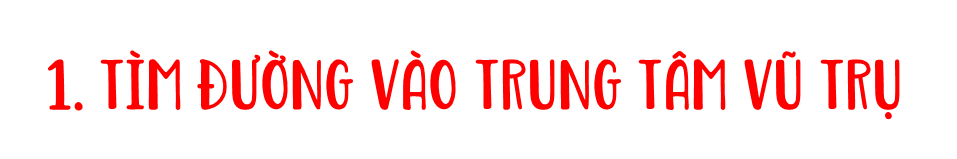 1. TÌM ĐƯỜNG VÀO TRUNG TÂM VŨ TRỤ